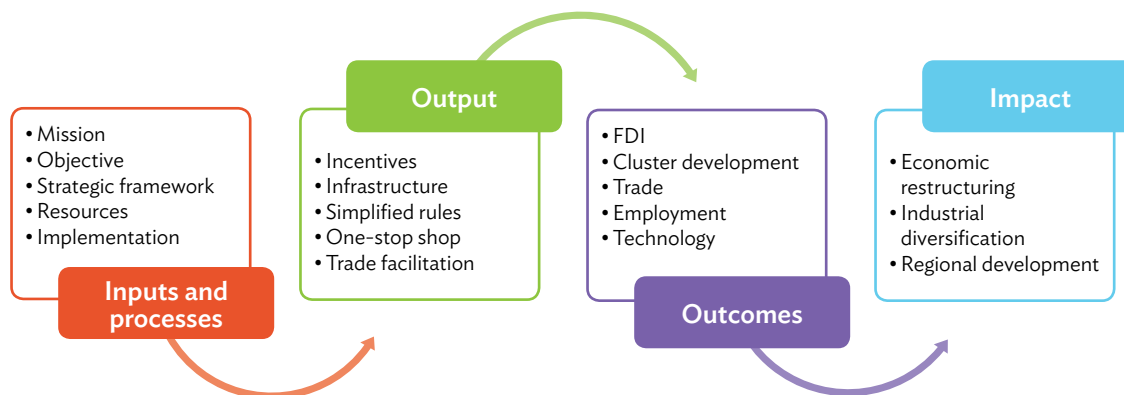 • Mission
• Objective
• Strategic framework
• Resources
• Implementation
Inputs and
processes
Output
• Incentives
• Infrastructure
• Simplified rules
• One-stop shop
• Trade facilitation
• FDI
• Cluster development
• Trade
• Employment
• Technology
Outcomes
Impact
• Economic
restructuring
• Industrial
diversification
• Regional development